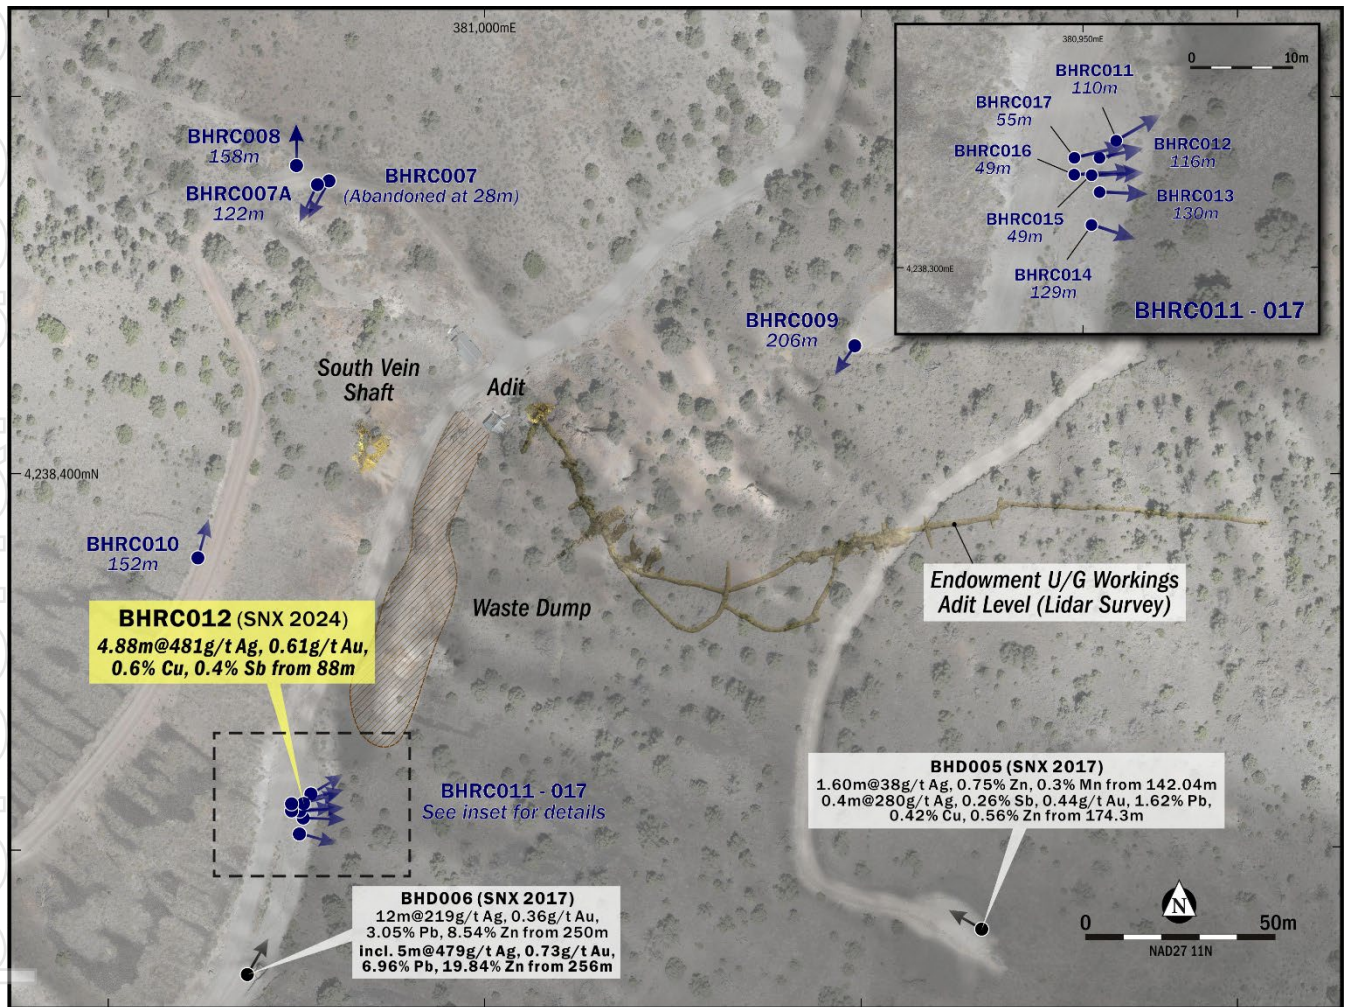 381,000mE
380,950mE
0 10m
BHRC011
110m
BHRC017
55m
BHRC016
49m
BHRC012
116m
BHRC013
130m
BHRC015
49m
BHRC014
129m
4,238,300mE
BHRC011 - 017
BHRC008
158m
BHRC007A
122m
BHRC007
(Abandoned at 28m)
BHRC009
206m
South Vein
Shaft
Adit
4,238,400mN
BHRC010
152m
Endowment U/G Workings
Adit Level (Lidar Survey)
Waste Dump
BHRC012 (SNX 2024)
4.88m@481g/t Ag, 0.61g/t Au,
0.6% Cu, 0.4% Sb from 88m
BHRC011 - 017
See inset for details
BHD005 (SNX 2017)
1.60m@38g/t Ag, 0.75% Zn, 0.3% Mn from 142.04m
0.4m@280g/t Ag, 0.26% Sb, 0.44g/t Au, 1.62% Pb,
0.42% Cu, 0.56% Zn from 174.3m
BHD006 (SNX 2017)
12m@219g/t Ag, 0.36g/t Au,
3.05% Pb, 8.54% Zn from 250m
incl. 5m@479g/t Ag, 0.73g/t Au,
6.96% Pb, 19.84% Zn from 256m
N
0 50m
NAD27 11N